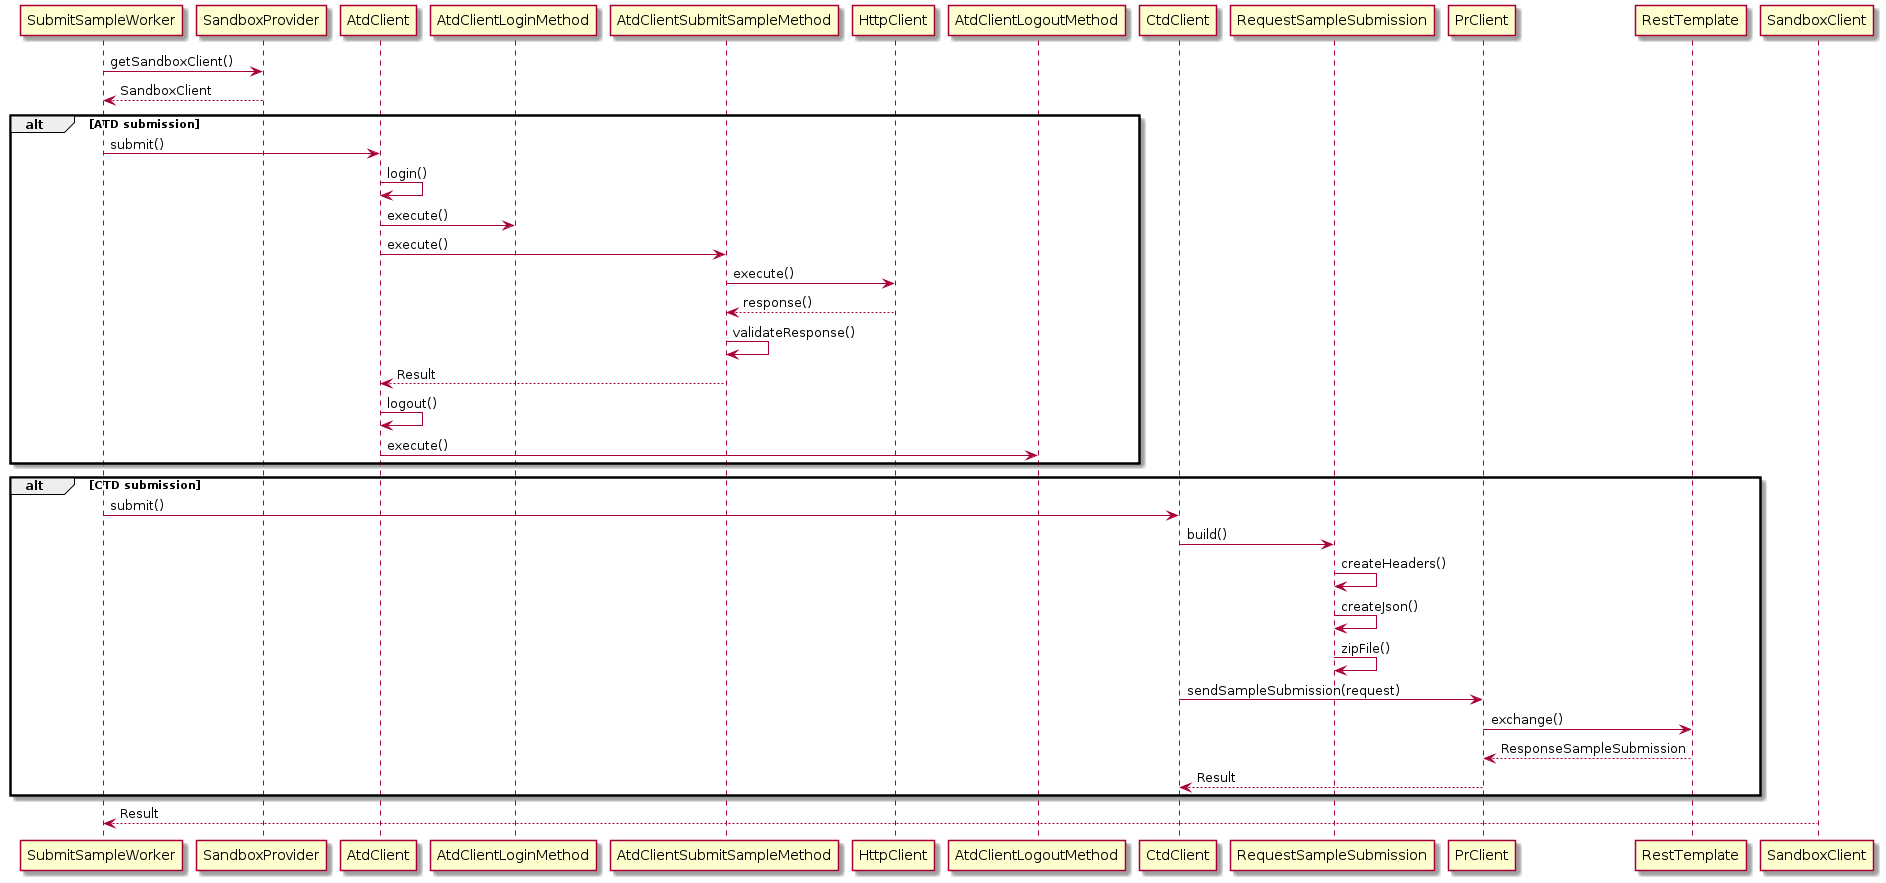 SubmitSampleWorker SandboxProvider AtdClient AtdClientLoginMethod AtdClientSubmitSampleMethod HttpClient AtdClientLogoutMethod CtdClient RequestSampleSubmission PrClient RestTemplate SandboxClient
getSandboxClient()
SandboxClient
alt [ATD submission]
submit()
login()
execute()
execute()
execute()
response()
validateResponse()
Result
logout()
execute()
alt [CTD submission]
submit()
build()
createHeaders()
createJson()
zipFile()
sendSampleSubmission(request)
exchange()
ResponseSampleSubmission
Result
Result
SubmitSampleWorker SandboxProvider AtdClient AtdClientLoginMethod AtdClientSubmitSampleMethod HttpClient AtdClientLogoutMethod CtdClient RequestSampleSubmission PrClient RestTemplate SandboxClient